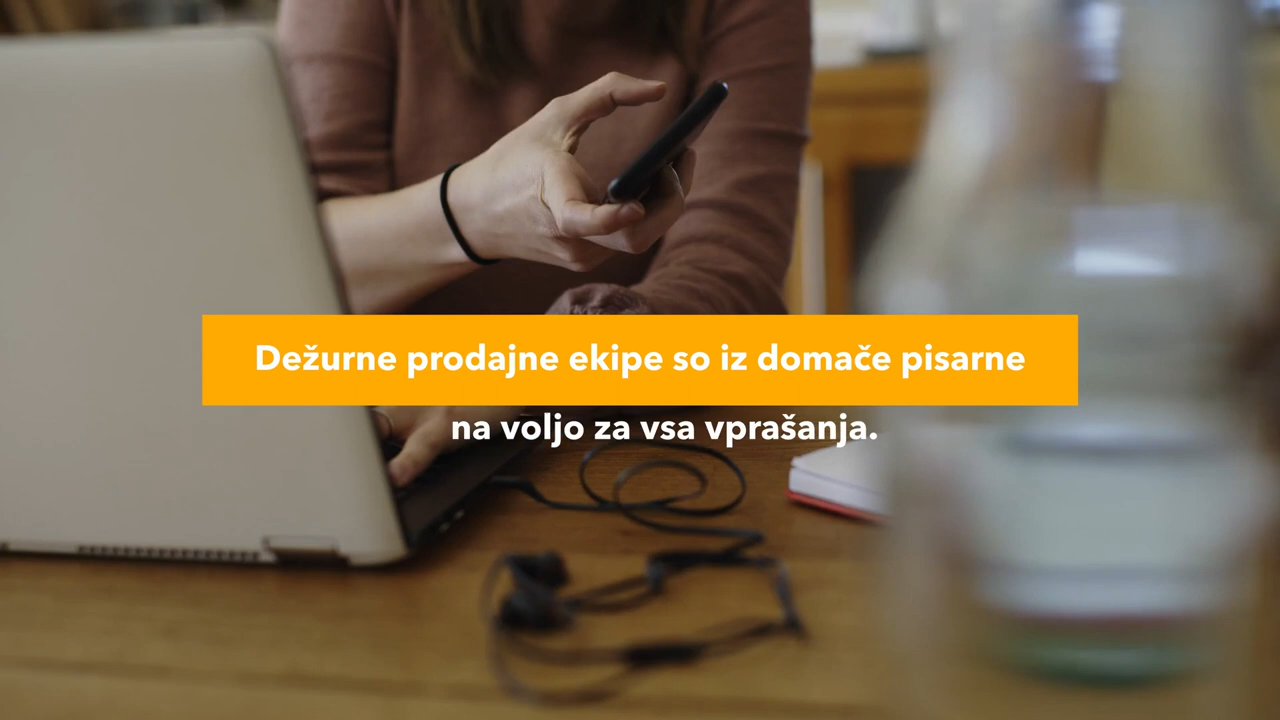 Dežurne prodajne ekipe so iz domače pisarne
na voljo za vsa vprašanja.